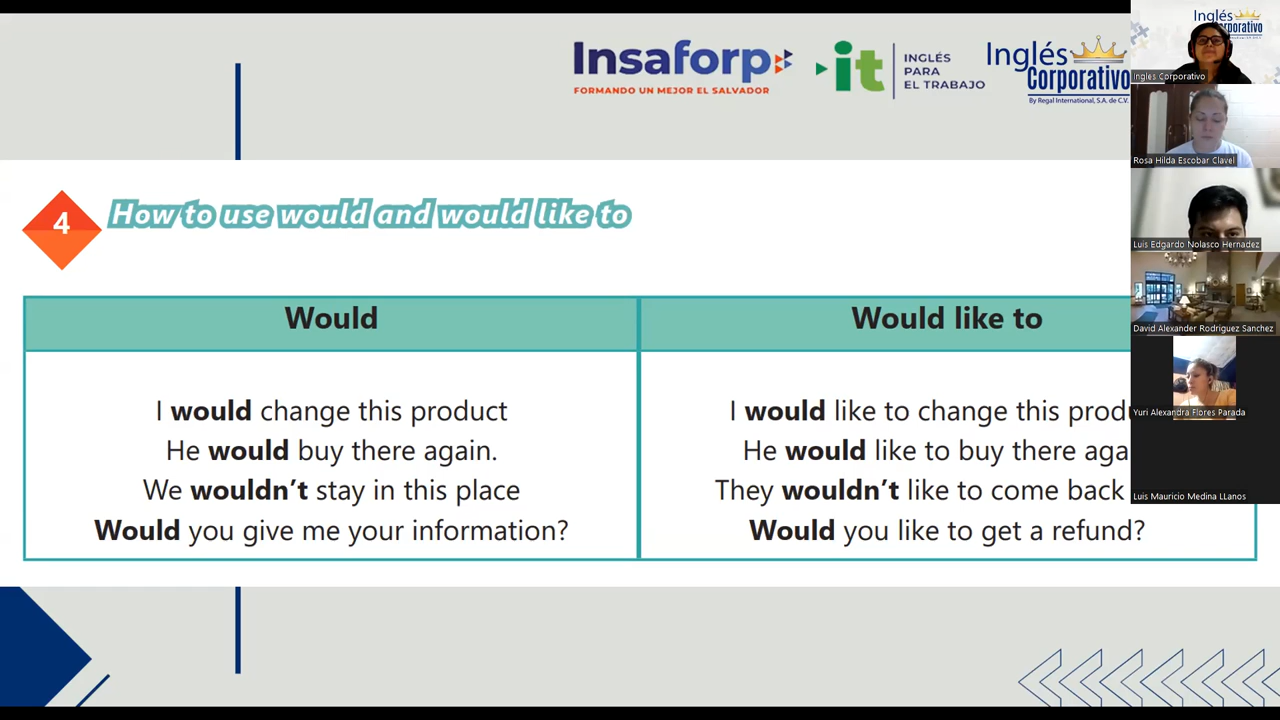 Insaforp
FORMANDO UN MEJOR EL SALVADOR
it
INGLÉS
PARA
EL TRABAJO
Inglés
Corporativo
By Regal International, S.A. de C.V.
Inglés
Ingles Corporativo
Rosa Hilda Escobar Clavel
Luis Edgardo Nolasco Hernadez
David Alexander Rodriguez Sanchez
Yuri Alexandra Flores Parada
Luis Mauricio Medina LLanos
4
How to use would and would like to
Would
Would like to
I would change this product
He would buy there again.
We wouldn't stay in this place
Would you give me your information?
I would like to change this produ
He would like to buy there aga
They wouldn't like to come back
Would you like to get a refund?